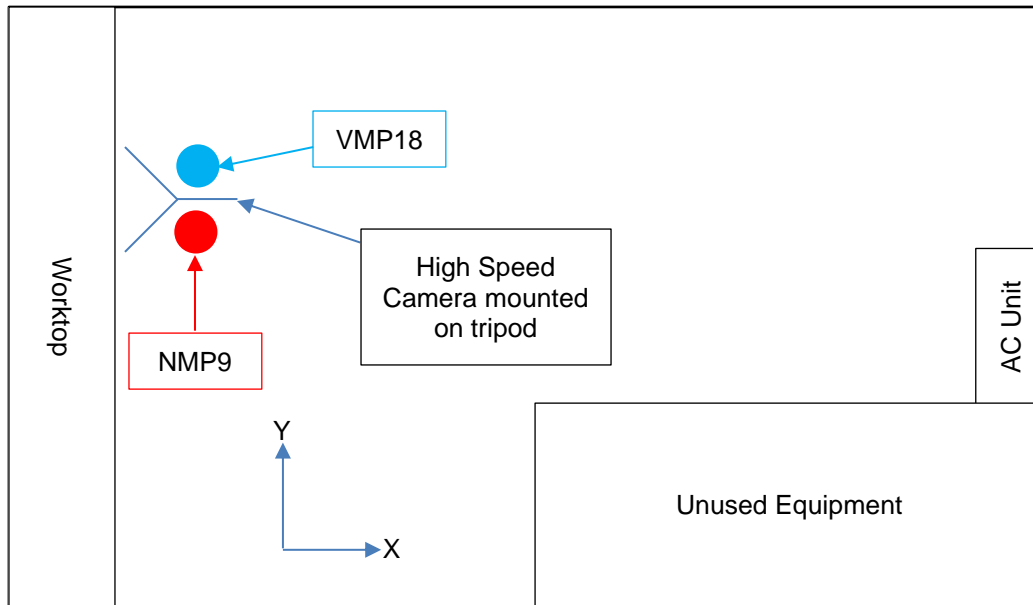 VMP18
High Speed
Camera mounted
on tripod
Worktop
AC Unit
NMP9
Y
X
Unused Equipment